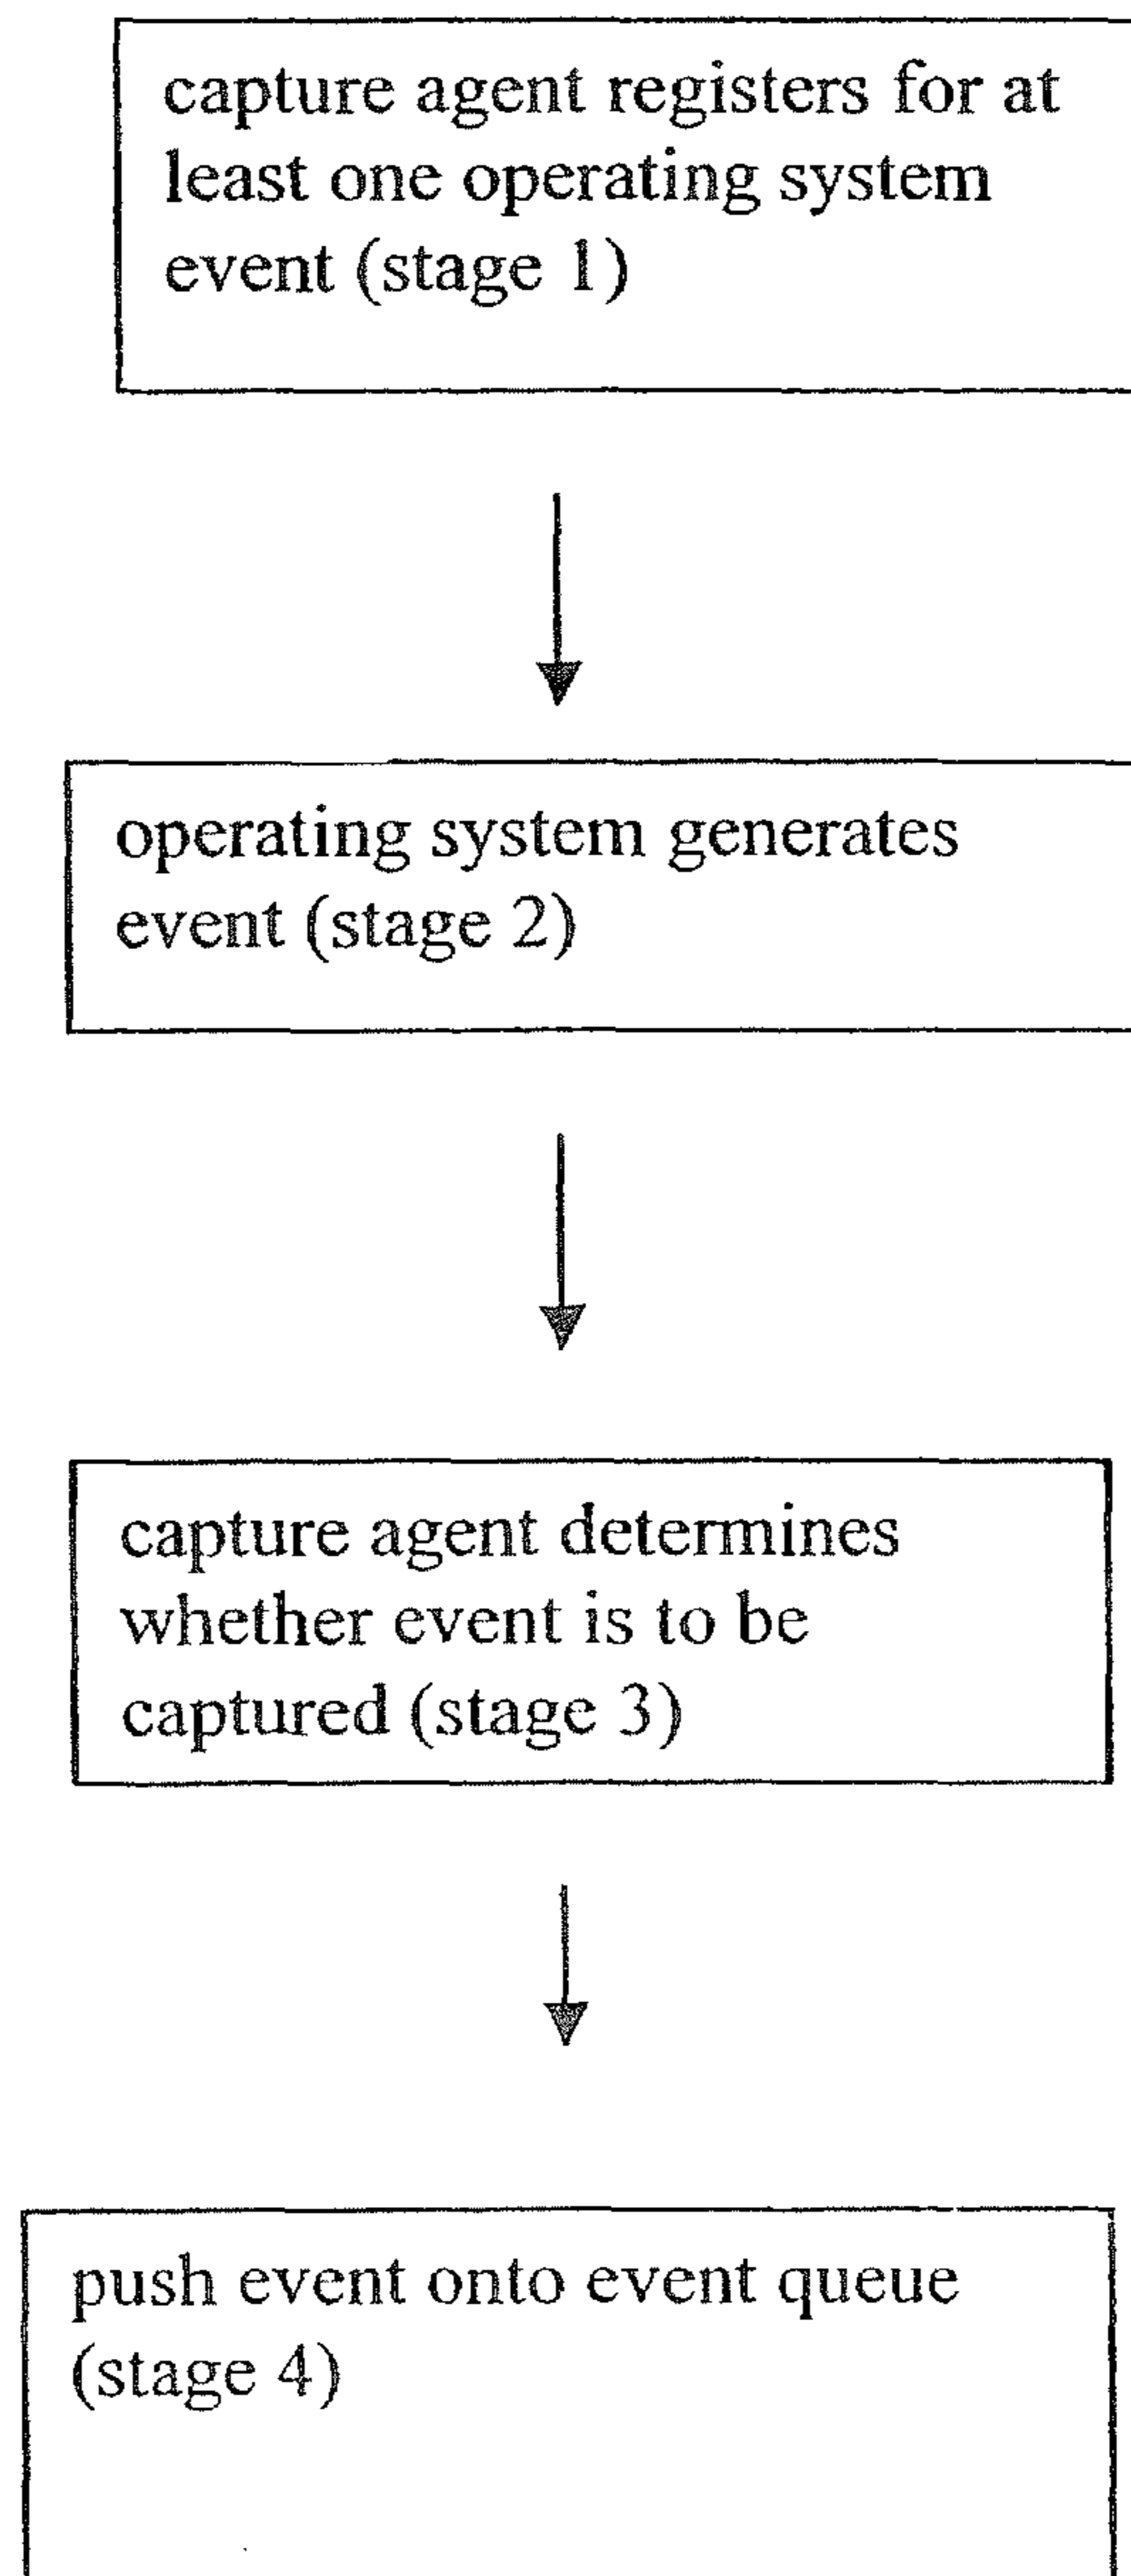 capture agent registers for at
least one operating system
event (stage 1)
operating system generates
event (stage 2)
capture agent determines
whether event is to be
captured (stage 3)
push event onto event queue
(stage 4)